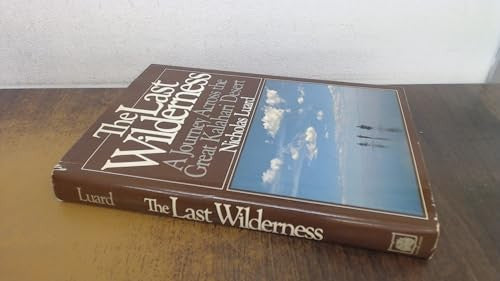 The Last
Wilderness
A Journey Across the
Great Kalahari Desert
Nicholas Luard
Luard The Last Wilderness